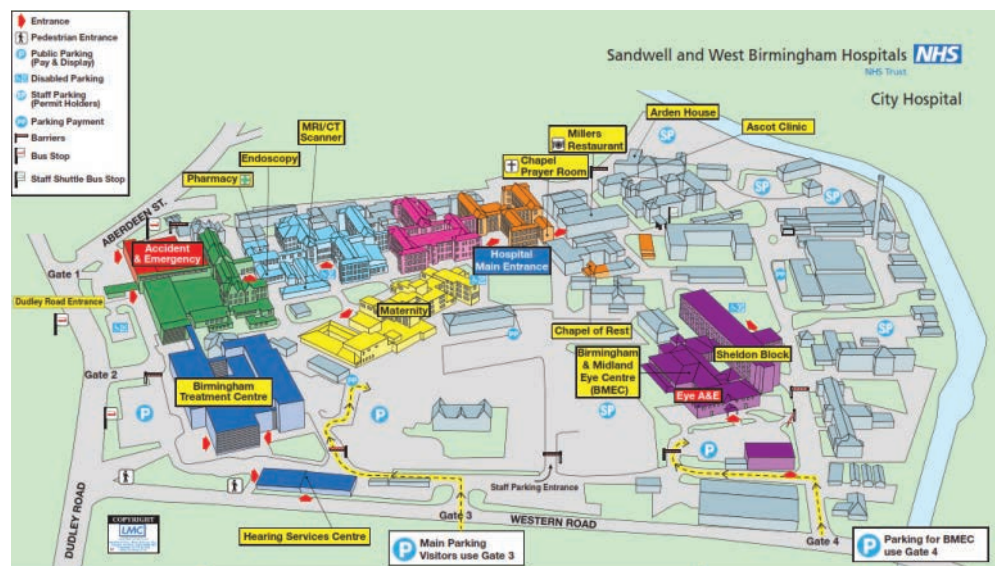 Entrance
Pedestrian Entrance
Public Parking
(Pay & Display)
Disabled Parking
Staff Parking
(Permit Holders)
Parking Payment
Barriers
Bus Stop
Staff Shuttle Bus Stop
Sandwell and West Birmingham Hospitals NHS
NHS Trust
City Hospital
Arden House
Ascot Clinic
Millers
Restaurant
MRI/CT
Scanner
Chapel
Prayer Room
Endoscopy
Pharmacy
ABERDEEN ST.
Accident
& Emergency
Hospital
Main Entrance
Gate 1
Dudley Road Entrance
Maternity
Chapel of Rest
Birmingham
& Midland
Eye Centre
(BMEC)
Sheldon Block
Eye A&E
Gate 2
Birmingham
Treatment Centre
P
P
P
SP
SP
SP
SP
SP
Staff Parking Entrance
DUDLEY ROAD
Gate 3
WESTERN ROAD
Gate 4
Hearing Services Centre
P Main Parking
Visitors use Gate 3
P Parking for BMEC
use Gate 4
COPYRIGHT
LMC